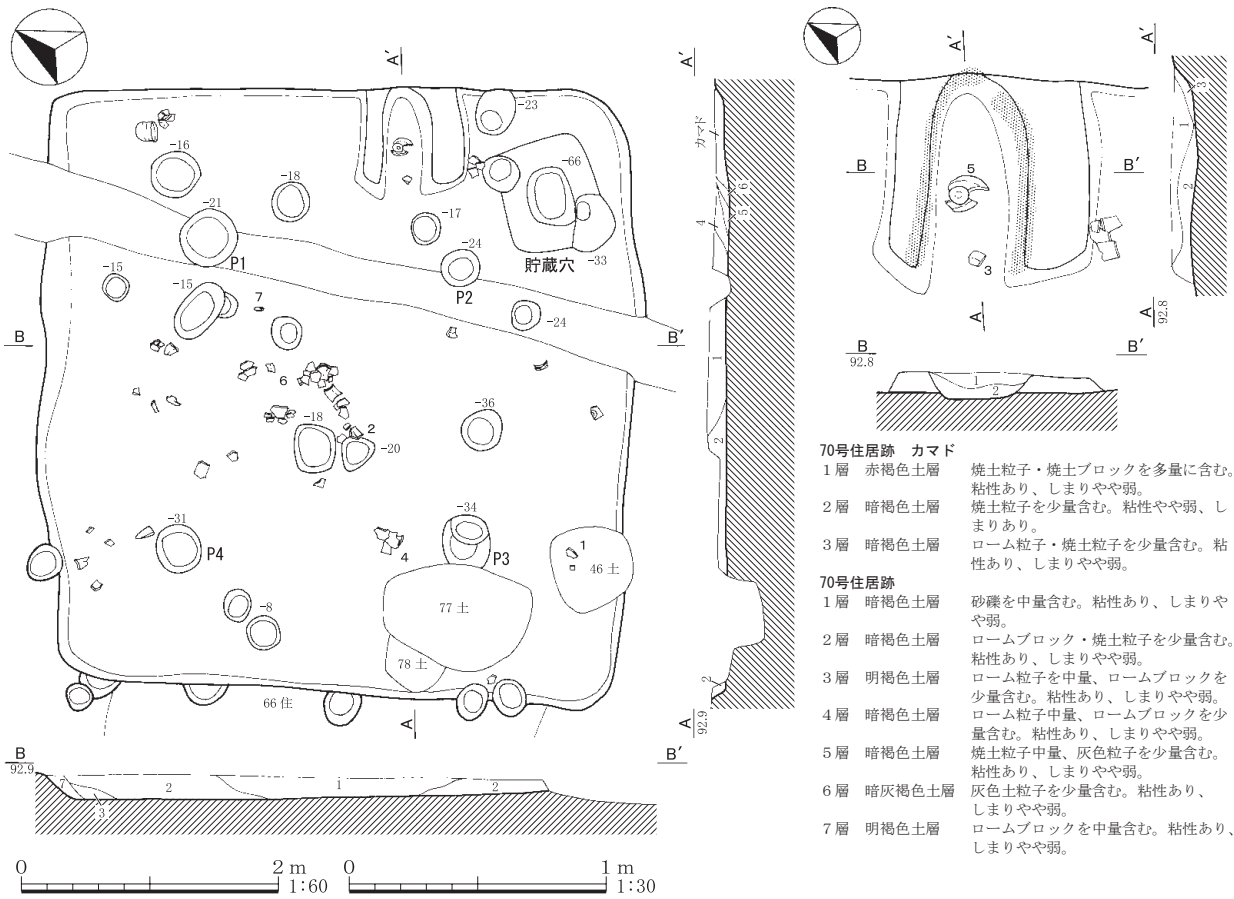 A′
-23
-16
-66
-18
-21
-17
-24
P1
貯蔵穴
-33
P2
-15
-15
7
-24
B
B′
6
-36
-18
2
-20
-31
-34
P4
4
P3
1
46土
77土
-8
78土
66住
A
A′
カマド
6
5
4
1
2
2
A
92.9
B
92.9
B′
7
2
1
2
3
0
2 m
1:60
0
1 m
1:30
A′
B
B′
5
3
A
A′
3
1
2
A
92.8
B
92.8
B′
1
2
70号住居跡 カマド
1層 赤褐色土層 焼土粒子・焼土ブロックを多量に含む。
粘性あり、しまりやや弱。
2層 暗褐色土層 焼土粒子を少量含む。粘性やや弱、し
まりあり。
3層 暗褐色土層 ローム粒子・焼土粒子を少量含む。粘
性あり、しまりやや弱。
70号住居跡
1層 暗褐色土層 砂礫を中量含む。粘性あり、しまりや
や弱。
2層 暗褐色土層 ロームブロック・焼土粒子を少量含む。
粘性あり、しまりやや弱。
3層 明褐色土層 ローム粒子を中量、ロームブロックを
少量含む。粘性あり、しまりやや弱。
4層 暗褐色土層 ローム粒子中量、ロームブロックを少
量含む。粘性あり、しまりやや弱。
5層 暗褐色土層 焼土粒子中量、灰色粒子を少量含む。
粘性あり、しまりやや弱。
6層 暗灰褐色土層 灰色土粒子を少量含む。粘性あり、
しまりやや弱。
7層 明褐色土層 ロームブロックを中量含む。粘性あり、
しまりやや弱。